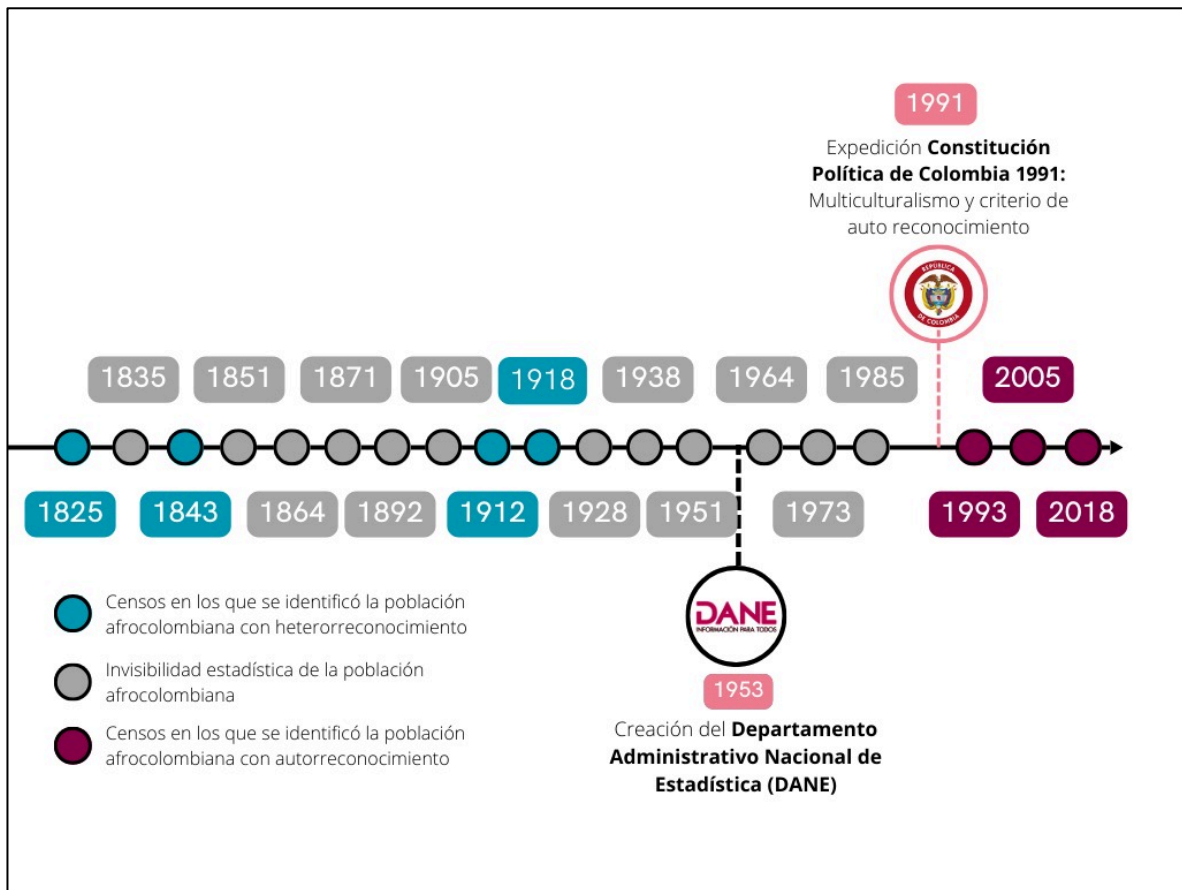 1991
Expedición Constitución
Política de Colombia 1991:
Multiculturalismo y criterio de
auto reconocimiento
REPÚBLICA
DE COLOMBIA
1835 1851 1871 1905 1918 1938 1964 1985 2005
1825 1843 1864 1892 1912 1928 1951 1973 1993 2018
Censos en los que se identificó la población
afrocolombiana con heterorreconocimiento
Invisibilidad estadística de la población
afrocolombiana
Censos en los que se identificó la población
afrocolombiana con autorreconocimiento
DANE
INFORMACIÓN PARA TODOS
1953
Creación del Departamento
Administrativo Nacional de
Estadística (DANE)